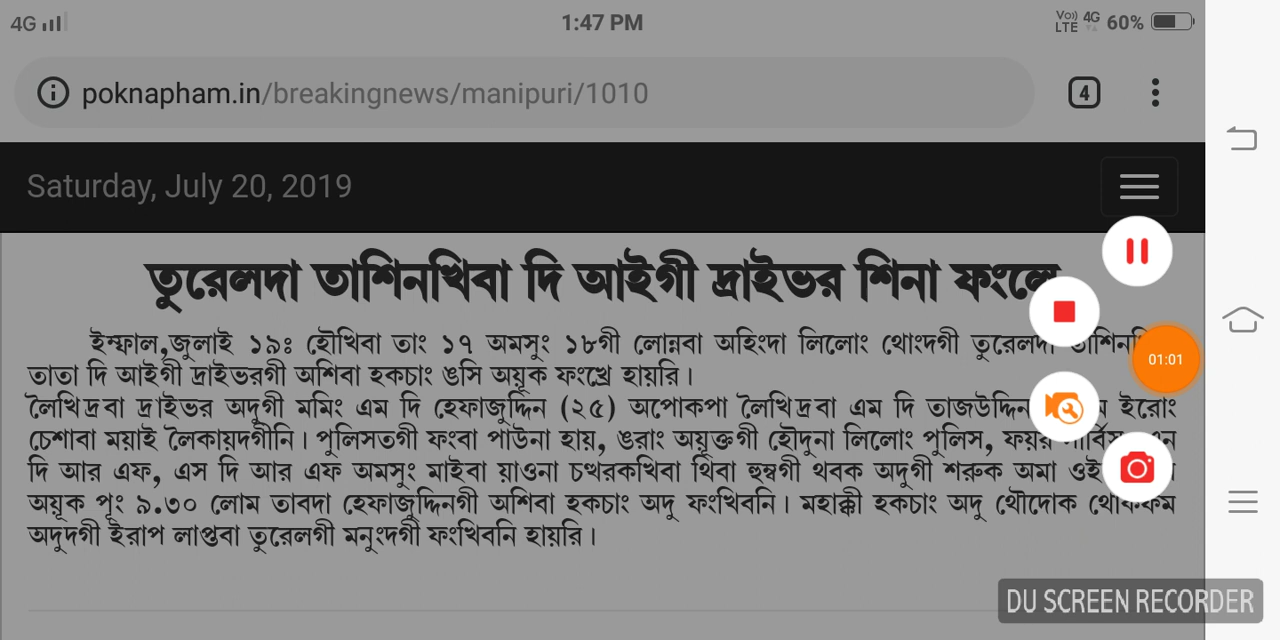 4G 1:47 PM Vo)) LTE 4G 60%
poknapham.in/breakingnews/manipuri/1010 4
Saturday, July 20, 2019
তুরেলদা তাশিনখিবা দি আইগী দ্রাইভর শিনা ফংলে
ইম্ফাল,জুলাই ১৯ঃ হৌখিবা তাং ১৭ অমসুং ১৮গী লোন্নবা অহিংদা লিলোং থোংদগী তুরেলদা
তাতা দি আইগী দ্রাইভরগী অশিবা হকচাং ঙসি অয়ুক ফংখ্রে হায়রি।
লৈখিদ্রবা দ্রাইভর অদুগী মমিং এম দি হেফাজুদ্দিন (২৫) অপোকপা লৈখিদ্রবা এম দি তাজউদ্দিন ইরোং
চেশাবা ময়াই লৈকায়দগীনি। পুলিসতগী ফংবা পাউনা হায়, ঙরাং অয়ুক্তগী হৌদুনা লিলোং পুলিস,
দি আর এফ, এস দি আর এফ অমসুং মাইবা য়াওনা চত্থরকখিবা থিবা হুম্বগী থবক অদুগী শরুক অমা
অয়ূক পুং ৯.৩০ লোম তাবদা হেফাজুদ্দিনগী অশিবা হকচাং অদু ফংখিবনি। মহাক্কী হকচাং অদু থৌদোক
অদুদগী ইরাপ লাপ্তবা তুরেলগী মনুংদগী ফংখিবনি হায়রি।
01:01
DU SCREEN RECORDER